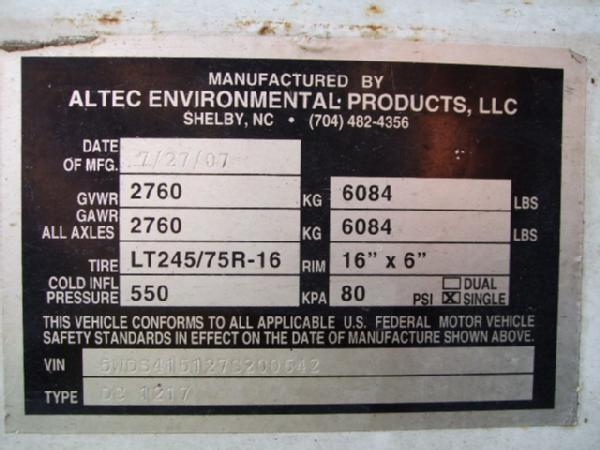 MANUFACTURED BY
ALTEC ENVIRONMENTAL PRODUCTS, LLC
SHELBY, NC • (704) 482-4356
DATE OF MFG. 7/27/07
GVWR 2760 KG 6084 LBS
GAWR ALL AXLES 2760 KG 6084 LBS
TIRE LT245/75R-16 RIM 16" x 6"
COLD INFL PRESSURE 550 KPA 80 PSI DUAL SINGLE
THIS VEHICLE CONFORMS TO ALL APPLICABLE U.S. FEDERAL MOTOR VEHICLE
SAFETY STANDARDS IN EFFECT ON THE DATE OF MANUFACTURE SHOWN ABOVE.
VIN
TYPE DC 1217